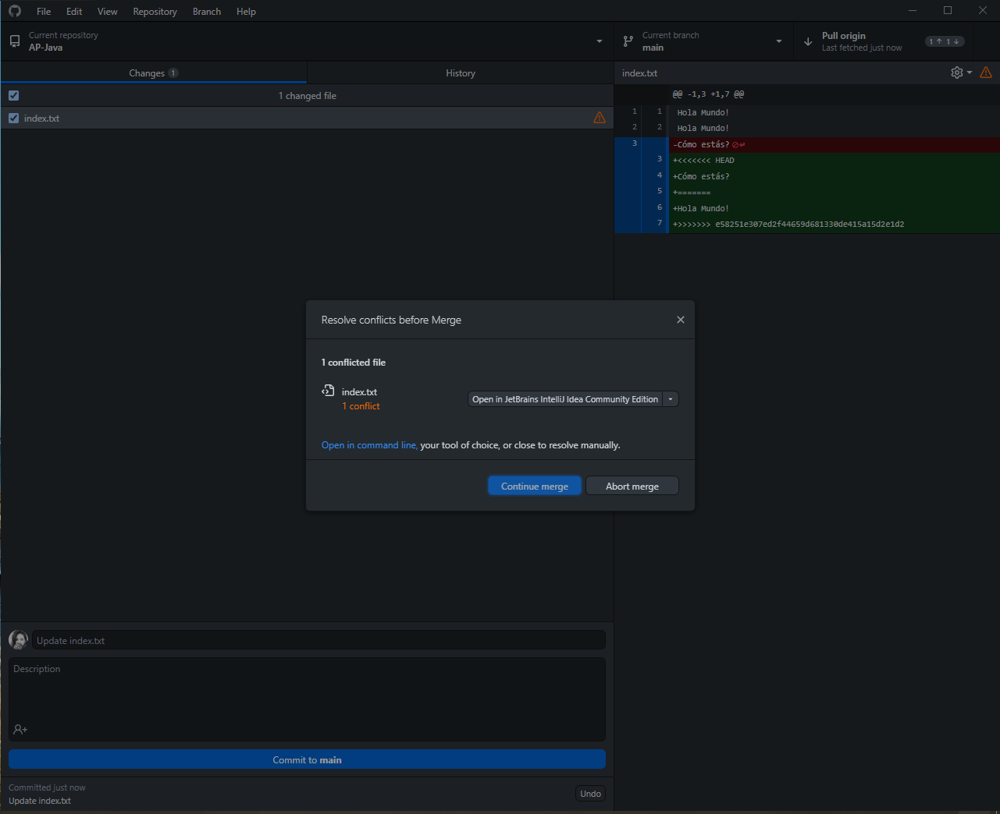 File Edit View Repository Branch Help
Current repository
AP-Java
Current branch
main
Pull origin
Last fetched just now
1 ↑ 1 ↓
Changes 1
History
1 changed file
index.txt
index.txt
@@ -1,3 +1,7 @@
1 1 Hola Mundo!
2 2 Hola Mundo!
3 -Cómo estás?
3 +<<<<<<< HEAD
4 +Cómo estás?
5 +=======
6 +Hola Mundo!
7 +>>>>>>> e58251e307ed2f44659d681330de415a15d2e1d2
Resolve conflicts before Merge
1 conflicted file
index.txt
1 conflict
Open in JetBrains IntelliJ Idea Community Edition
Open in command line, your tool of choice, or close to resolve manually.
Continue merge
Abort merge
Update index.txt
Description
Commit to main
Committed just now
Update index.txt
Undo